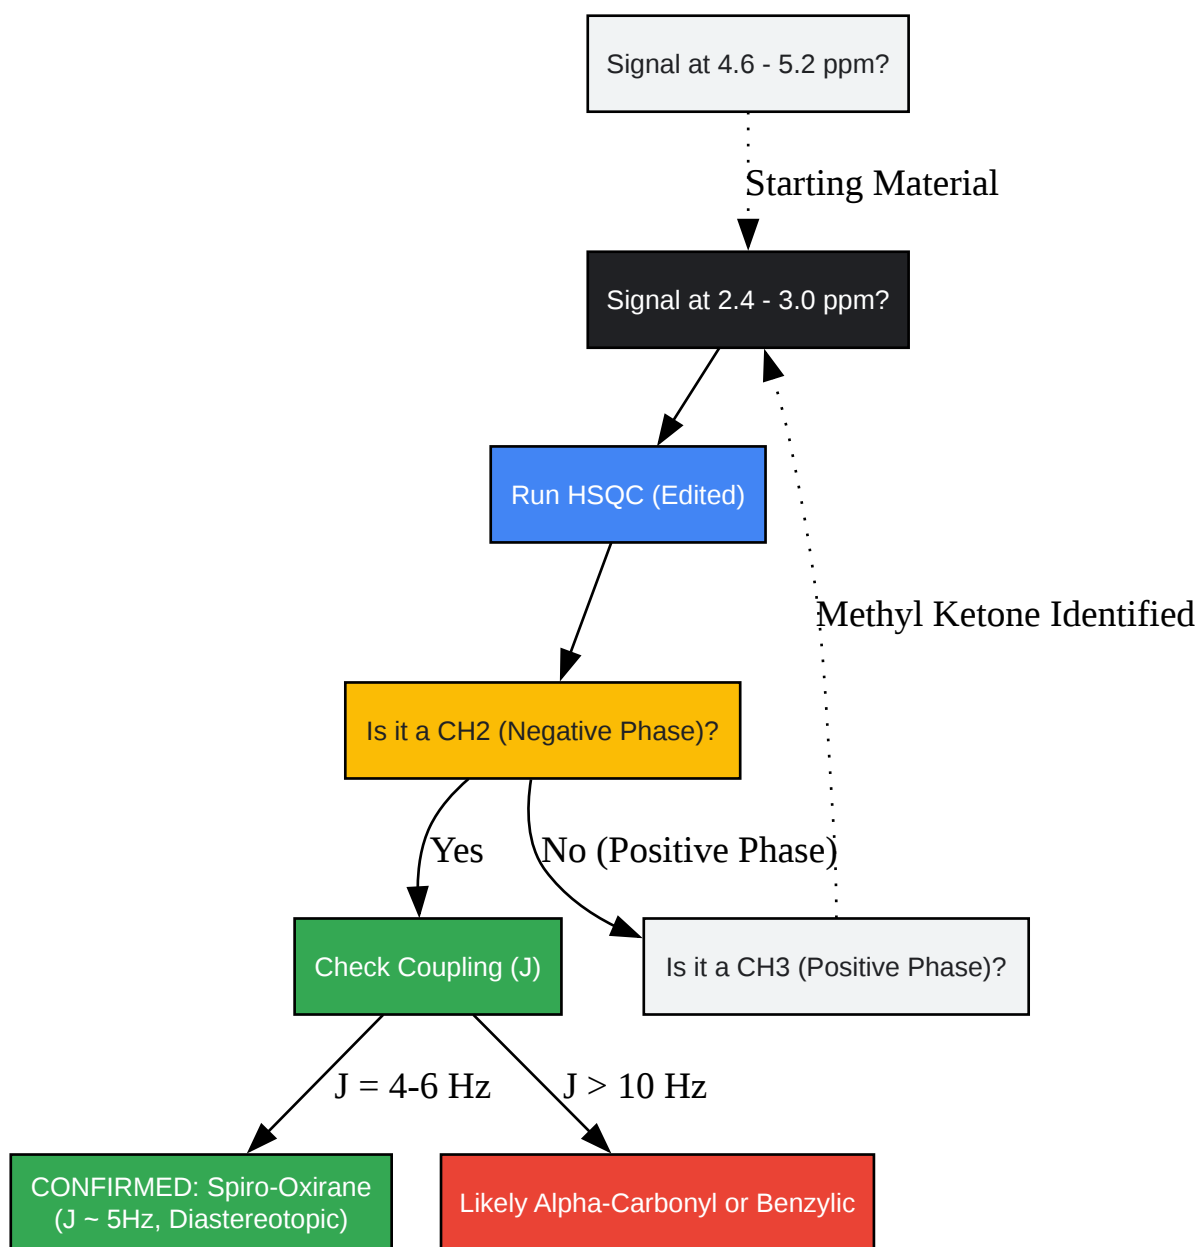 Signal at 4.6 - 5.2 ppm?
Starting Material
Signal at 2.4 - 3.0 ppm?
Run HSQC (Edited)
Methyl Ketone Identified
Is it a CH2 (Negative Phase)?
Yes
No (Positive Phase)
Check Coupling (J)
Is it a CH3 (Positive Phase)?
J = 4-6 Hz
J > 10 Hz
CONFIRMED: Spiro-Oxirane
(J ~ 5Hz, Diastereotopic)
Likely Alpha-Carbonyl or Benzylic